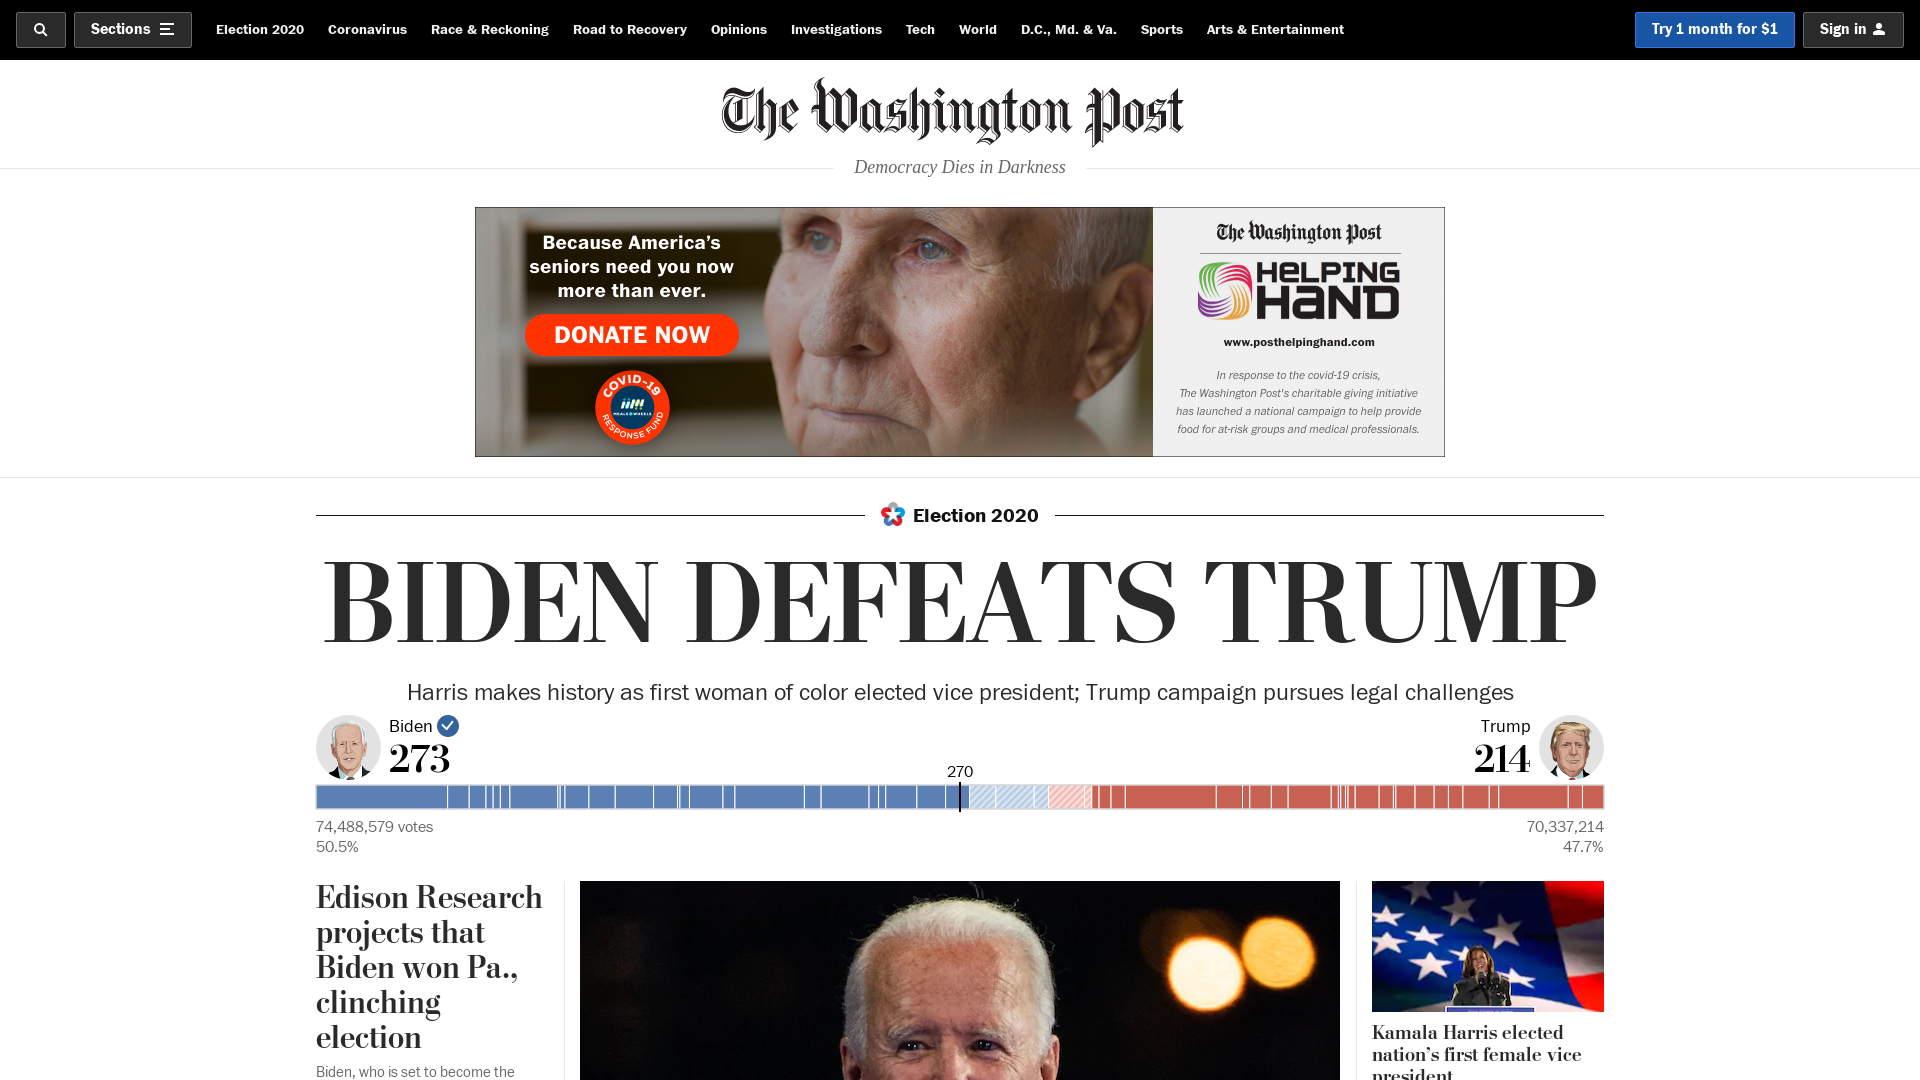 Sections
Election 2020
Coronavirus
Race & Reckoning
Road to Recovery
Opinions
Investigations
Tech
World
D.C., Md. & Va.
Sports
Arts & Entertainment
Try 1 month for $1
Sign in
The Washington Post
Democracy Dies in Darkness
Because America's
seniors need you now
more than ever.
DONATE NOW
COVID-19
MEALS ON WHEELS
RESPONSE FUND
The Washington Post
HELPING
HAND
www.posthelpinghand.com
In response to the covid-19 crisis,
The Washington Post's charitable giving initiative
has launched a national campaign to help provide
food for at-risk groups and medical professionals.
Election 2020
BIDEN DEFEATS TRUMP
Harris makes history as first woman of color elected vice president; Trump campaign pursues legal challenges
Biden
273
Trump
214
270
74,488,579 votes
50.5%
70,337,214
47.7%
Edison Research
projects that
Biden won Pa.,
clinching
election
Biden, who is set to become the
Kamala Harris elected
nation's first female vice
president